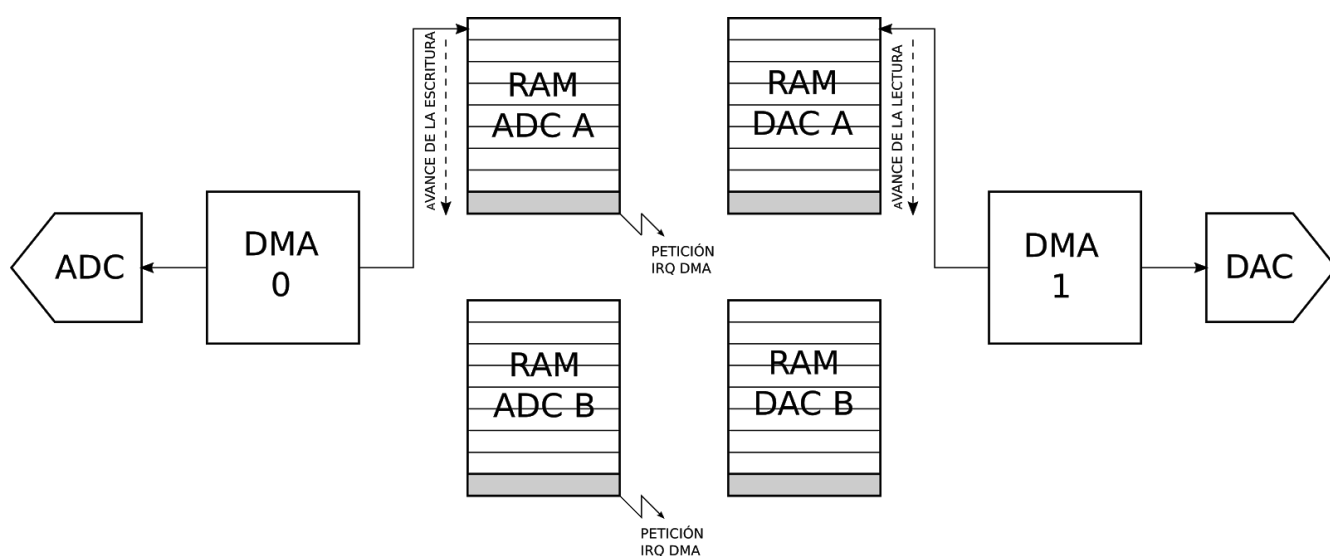 AVANCE DE LA ESCRITURA
RAM
ADC A
RAM
DAC A
AVANCE DE LA LECTURA
PETICIÓN
IRQ DMA
ADC
DMA
0
DMA
1
DAC
RAM
ADC B
RAM
DAC B
PETICIÓN
IRQ DMA